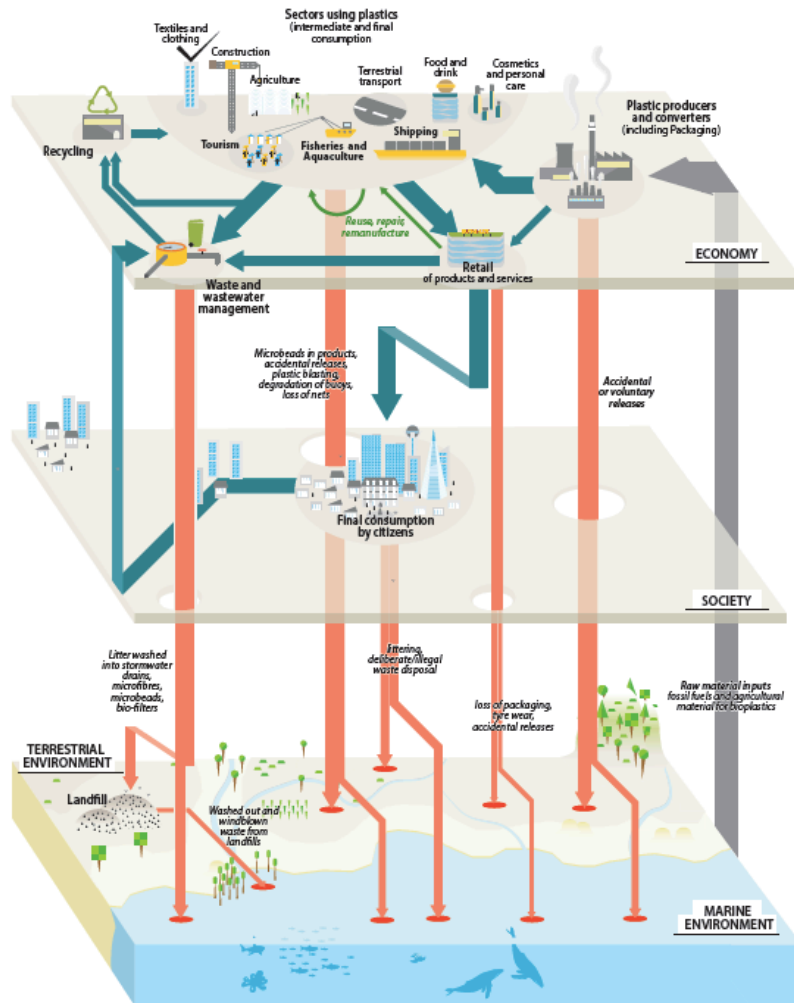 Sectors using plastics
(intermediate and final
consumption
Textiles and
clothing
Construction
Agriculture
Terrestrial
transport
Food and
drink
Cosmetics
and personal
care
Plastic producers
and converters
(including Packaging)
Recycling
Tourism
Fisheries and
Aquaculture
Shipping
Reuse, repair,
remanufacture
Retail
of products and services
ECONOMY
Waste and
wastewater
management
Microbeads in products,
accidental releases,
plastic blasting,
degradation of buoys,
loss of nets
Accidental
or voluntary
releases
Final consumption
by citizens
SOCIETY
Litter washed
into stormwater
drains,
microfibres,
microbeads,
bio-filters
littering,
deliberate/illegal
waste disposal
loss of packaging,
tyre wear,
accidental releases
Raw material inputs
fossil fuels and agricultural
material for bioplastics
TERRESTRIAL
ENVIRONMENT
Landfill
Washed out and
windblown
waste from
landfills
MARINE
ENVIRONMENT